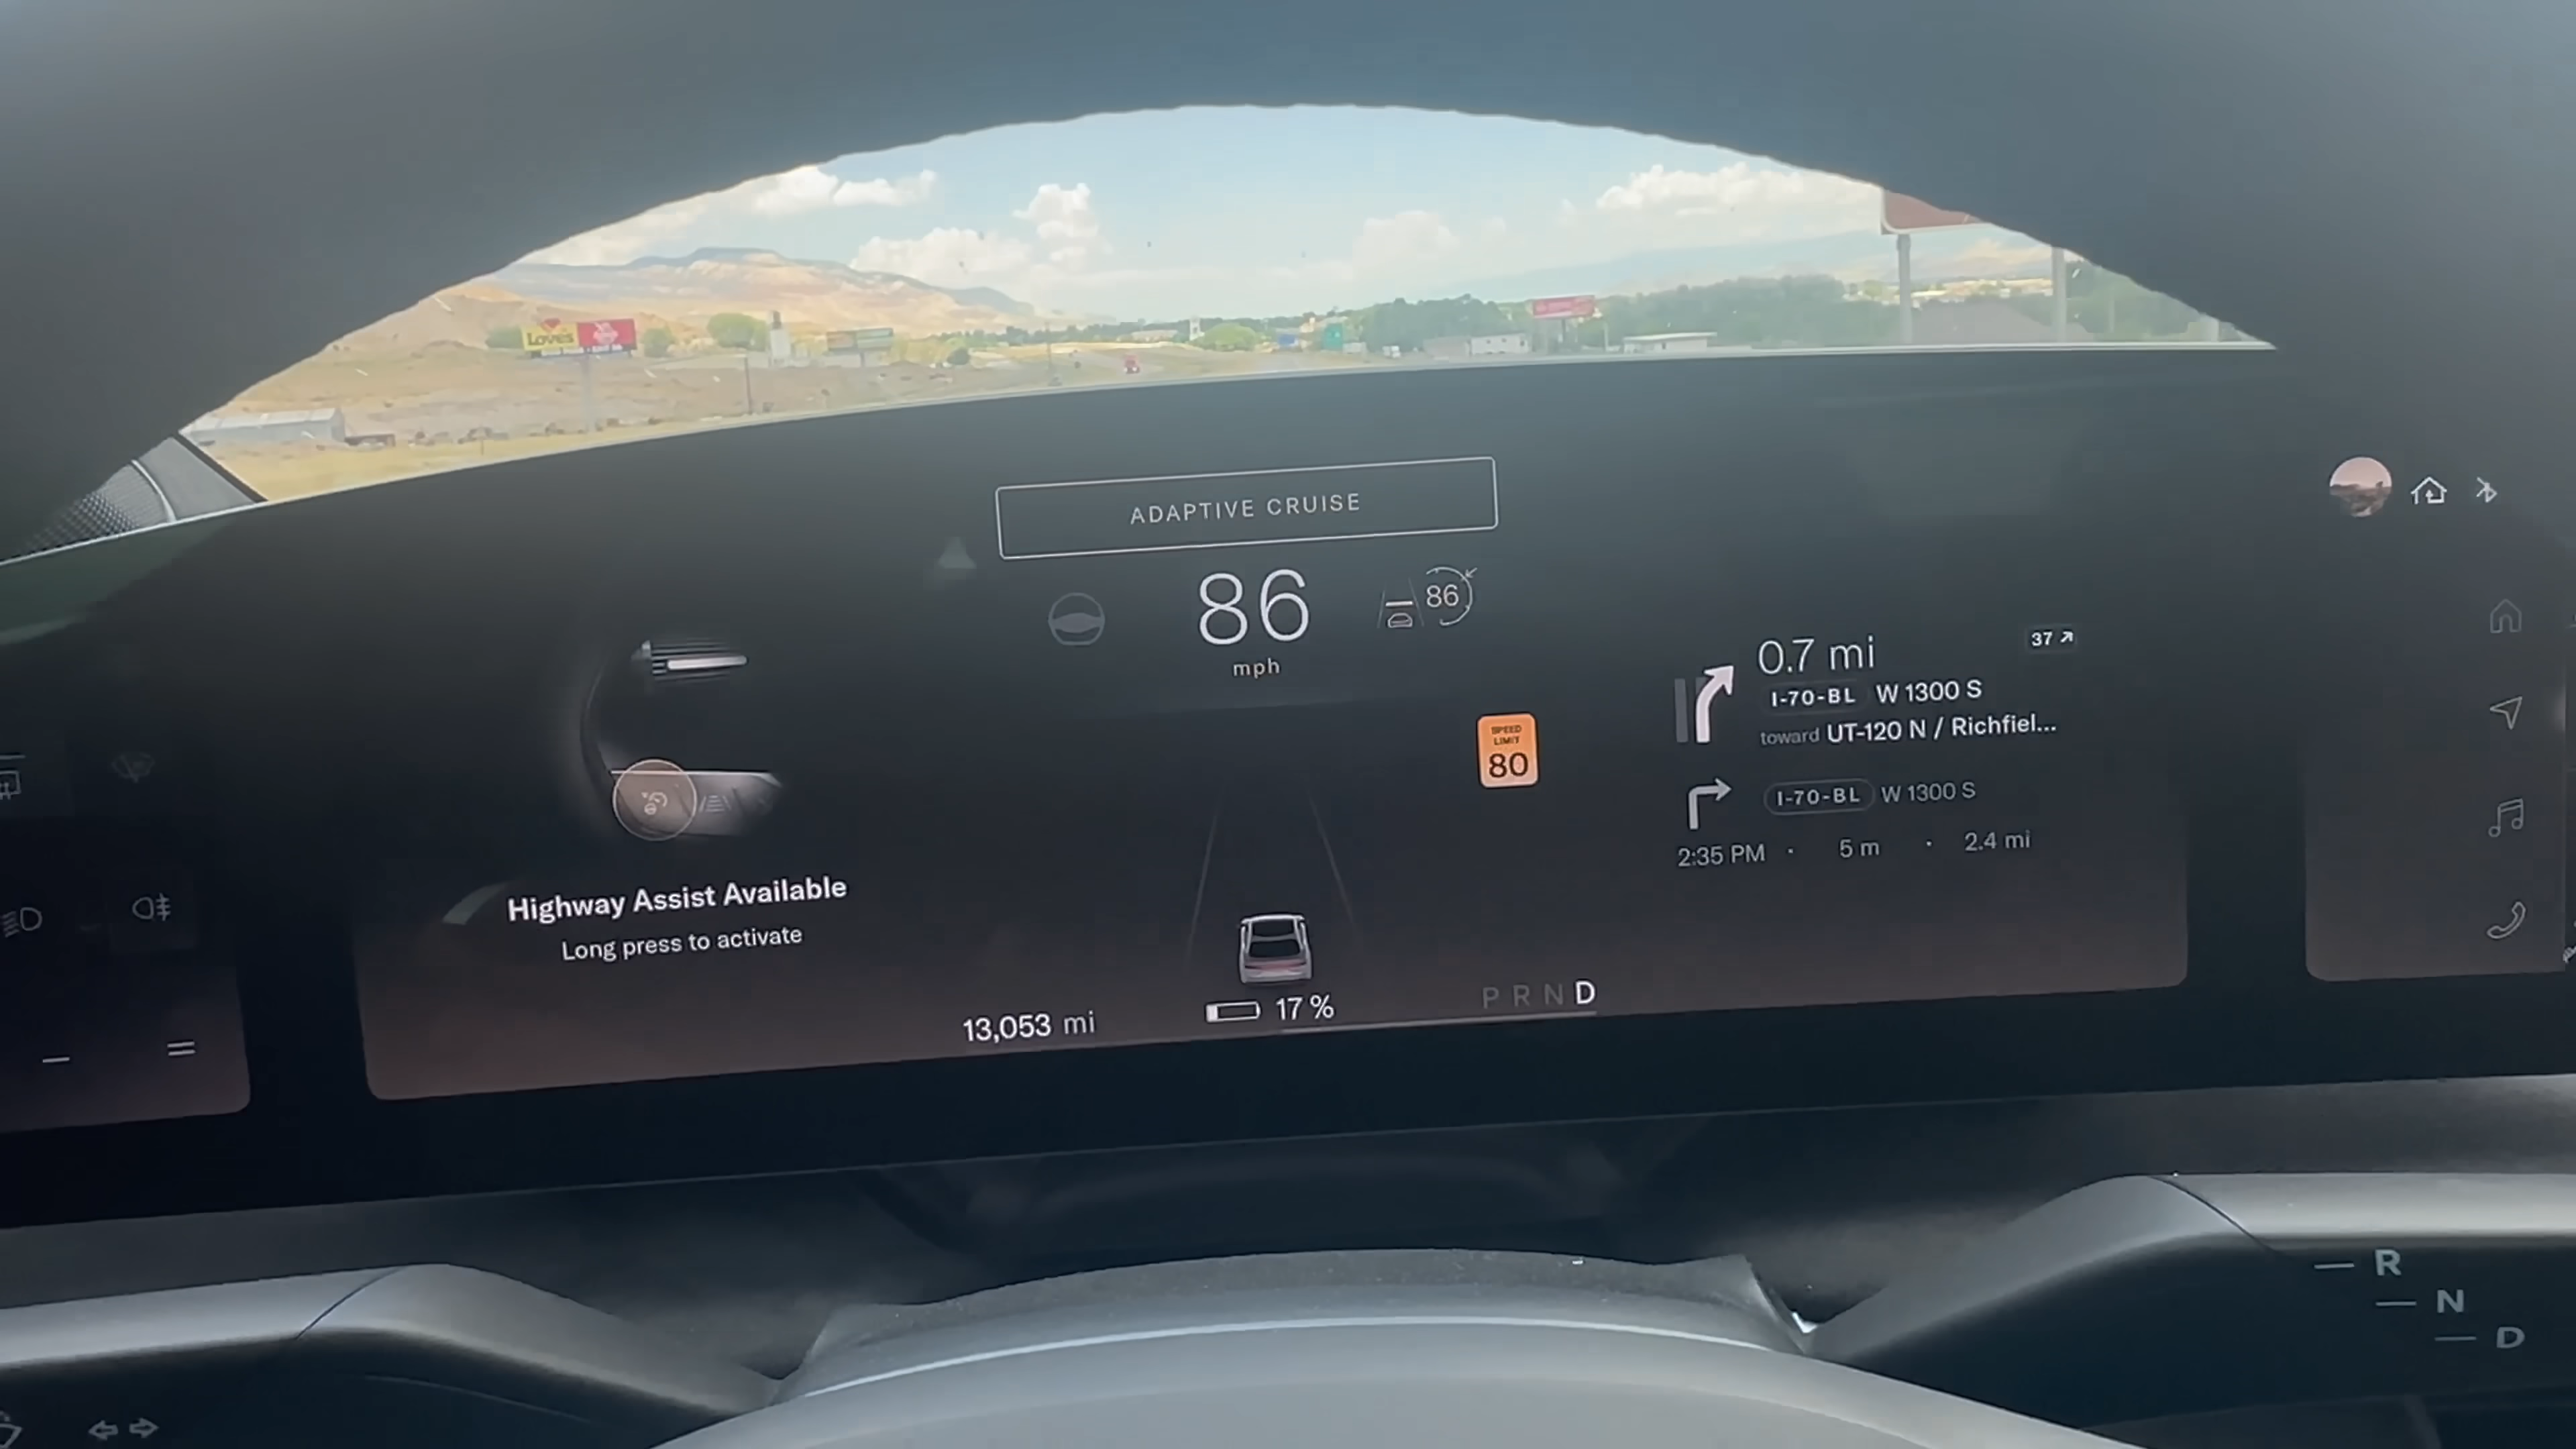 Loves
ADAPTIVE CRUISE
86
86
mph
SPEED
LIMIT
80
0.7 mi
37
I-70-BL W 1300 S
toward UT-120 N / Richfiel...
I-70-BL W 1300 S
2:35 PM · 5 m · 2.4 mi
Highway Assist Available
Long press to activate
13,053 mi
17 %
P R N D
R
N
D